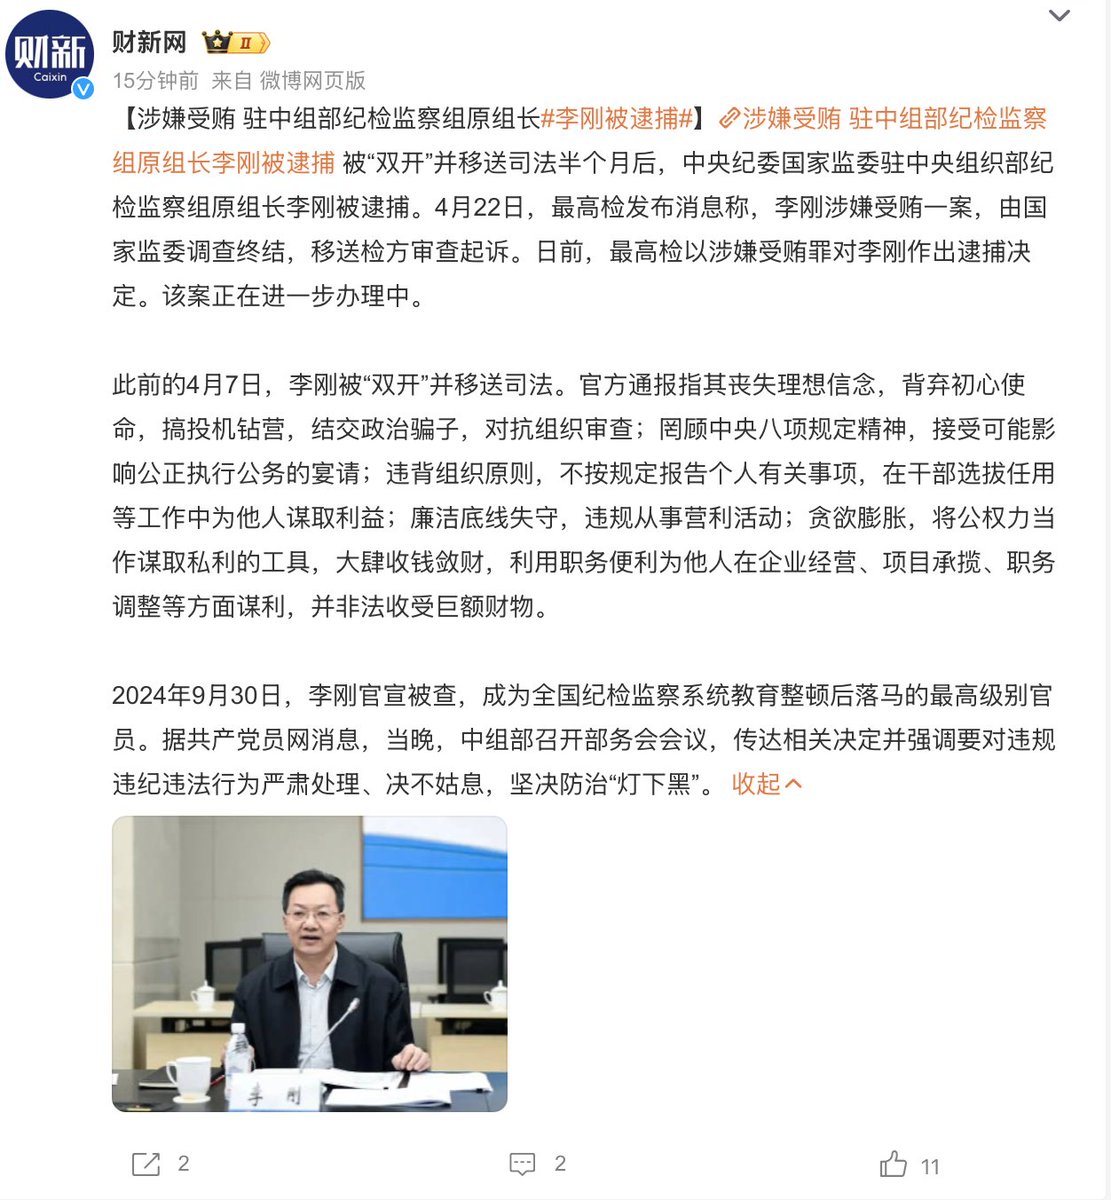 财新
Caixin
财新网 II
15分钟前 来自 微博网页版
【涉嫌受贿 驻中组部纪检监察组原组长#李刚被逮捕#】涉嫌受贿 驻中组部纪检监察
组原组长李刚被逮捕 被“双开”并移送司法半个月后，中央纪委国家监委驻中央组织部纪
检监察组原组长李刚被逮捕。4月22日，最高检发布消息称，李刚涉嫌受贿一案，由国
家监委调查终结，移送检方审查起诉。日前，最高检以涉嫌受贿罪对李刚作出逮捕决
定。该案正在进一步办理中。
此前的4月7日，李刚被“双开”并移送司法。官方通报指其丧失理想信念，背弃初心使
命，搞投机钻营，结交政治骗子，对抗组织审查；罔顾中央八项规定精神，接受可能影
响公正执行公务的宴请；违背组织原则，不按规定报告个人有关事项，在干部选拔任用
等工作中为他人谋取利益；廉洁底线失守，违规从事营利活动；贪欲膨胀，将公权力当
作谋取私利的工具，大肆收钱敛财，利用职务便利为他人在企业经营、项目承揽、职务
调整等方面谋利，并非法收受巨额财物。
2024年9月30日，李刚官宣被查，成为全国纪检监察系统教育整顿后落马的最高级别官
员。据共产党员网消息，当晚，中组部召开部务会会议，传达相关决定并强调要对违规
违纪违法行为严肃处理、决不姑息，坚决防治“灯下黑”。 收起
李刚
2 2 11